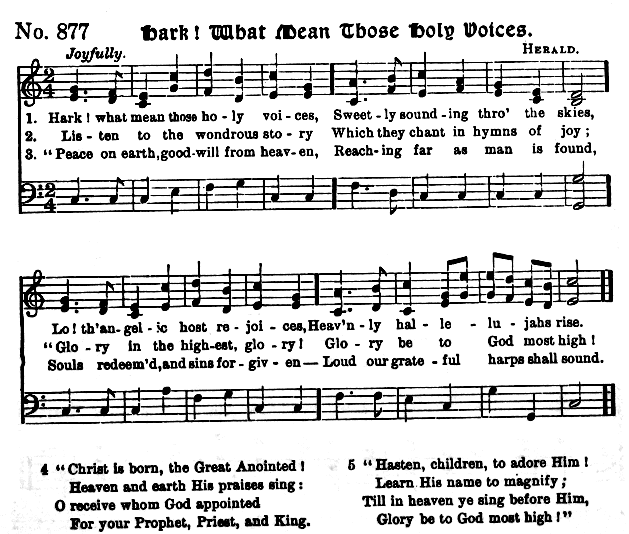 No. 877 Hark! What Mean Those Holy Voices.
Joyfully. HERALD.
1. Hark! what mean those ho - ly voi - ces, Sweet - ly sound - ing thro' the skies,
2. Lis - ten to the wondrous sto - ry Which they chant in hymns of joy;
3. "Peace on earth, good-will from heav - en, Reach-ing far as man is found,
Lo! th'an-gel-ic host re - joi - ces, Heav'n - ly hal - le - lu - jahs rise.
"Glo - ry in the high-est, glo - ry! Glo - ry be to God most high!
Souls redeem'd, and sins for-giv - en— Loud our grate - ful harps shall sound.
4 "Christ is born, the Great Anointed!
Heaven and earth His praises sing:
O receive whom God appointed
For your Prophet, Priest, and King.
5 "Hasten, children, to adore Him!
Learn His name to magnify;
Till in heaven ye sing before Him,
Glory be to God most high!"